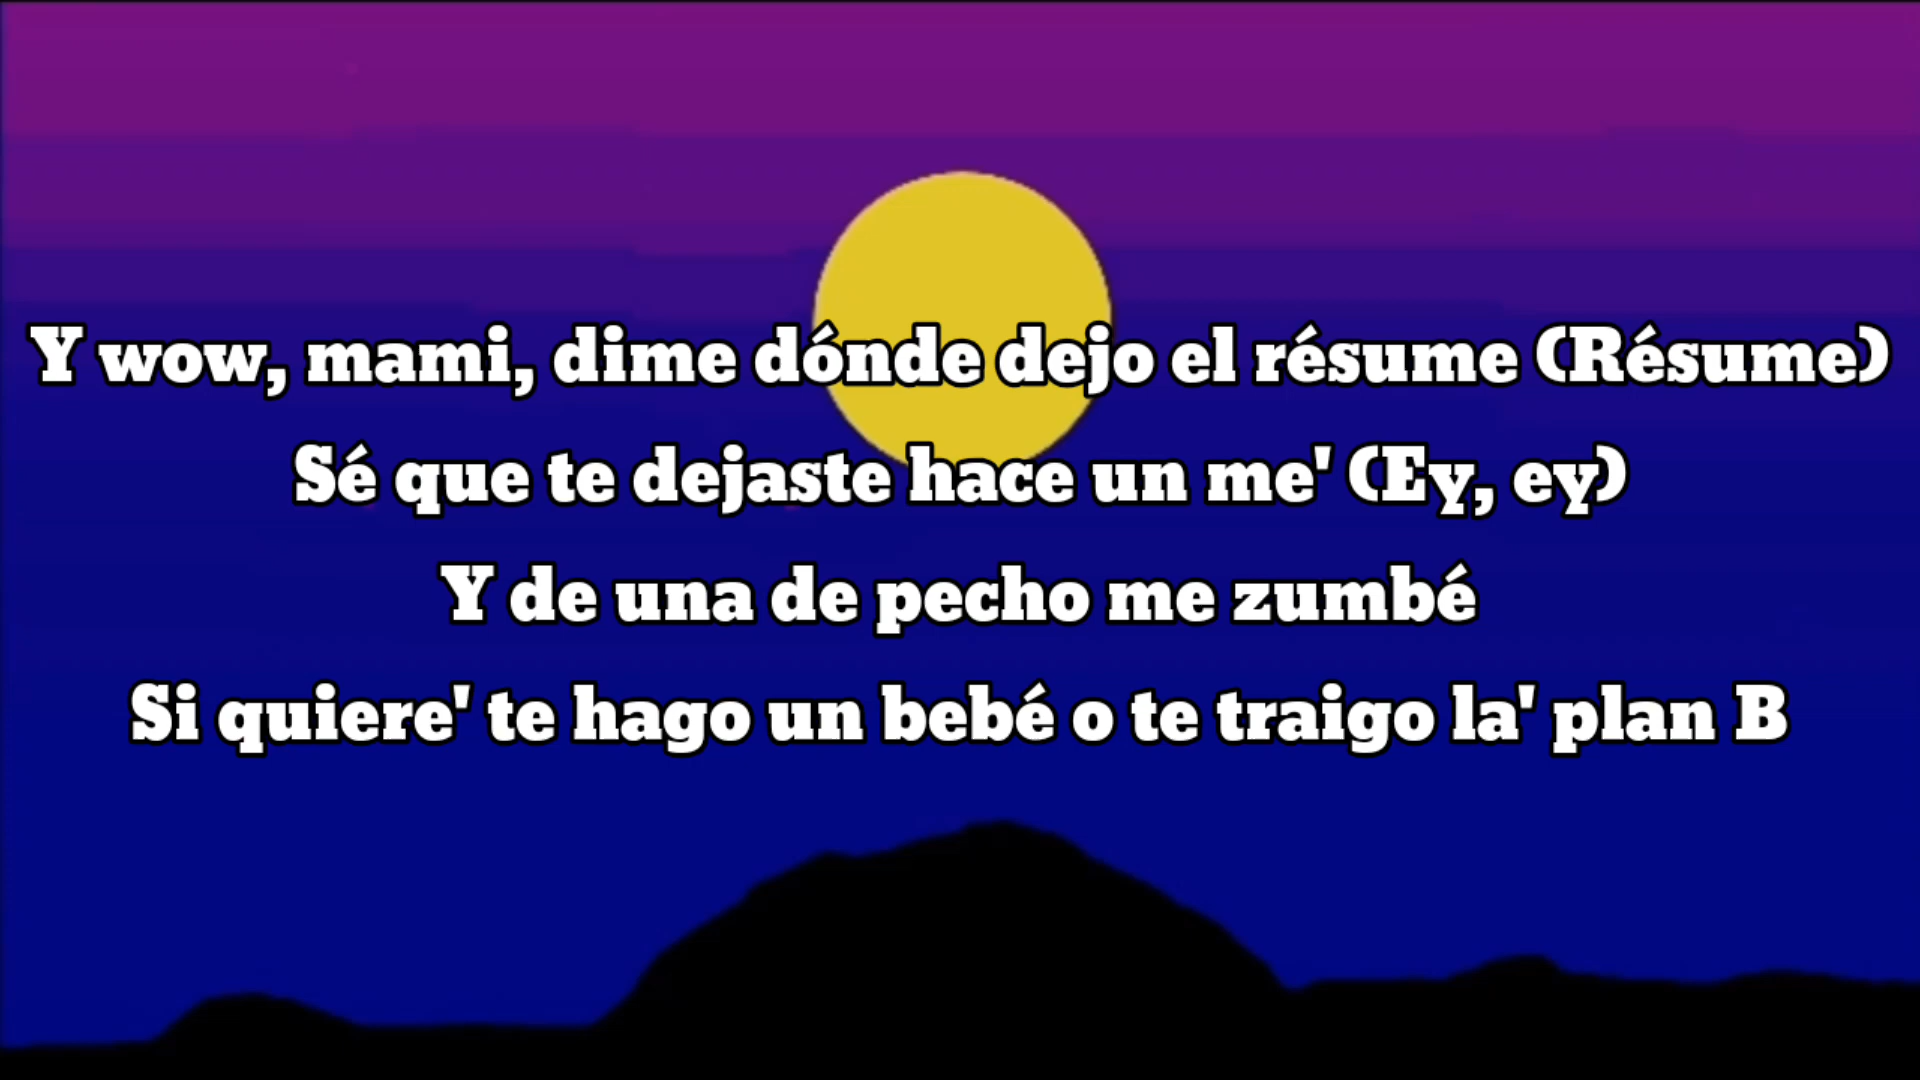 Y wow, mami, dime dónde dejo el résume (Résume)
Sé que te dejaste hace un me' (Ey, ey)
Y de una de pecho me zumbé
Si quiere' te hago un bebé o te traigo la' plan B